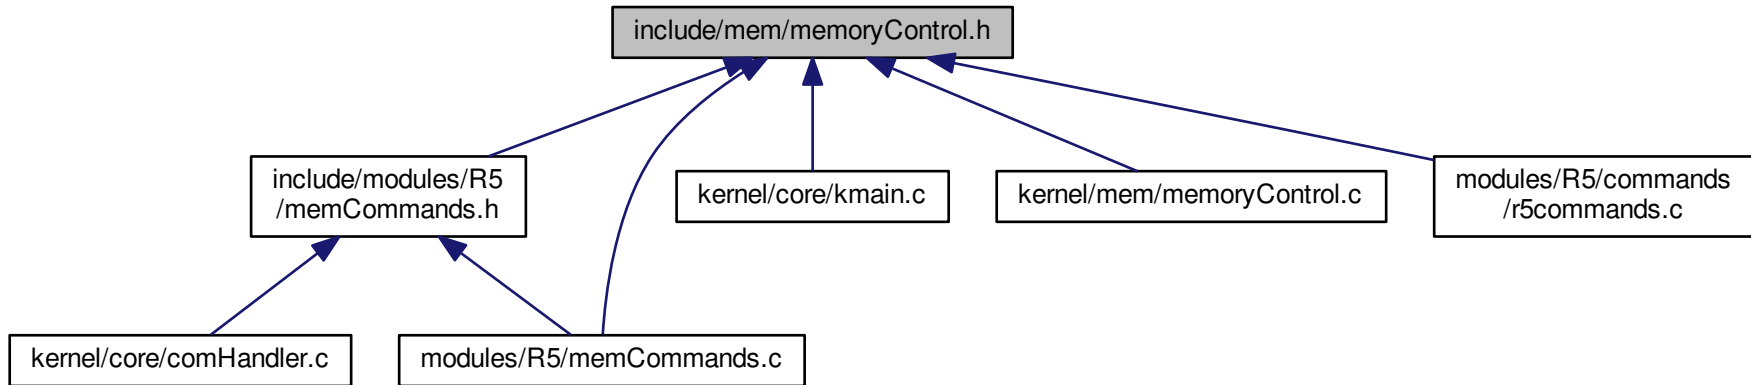 include/mem/memoryControl.h
include/modules/R5
/memCommands.h
kernel/core/kmain.c
kernel/mem/memoryControl.c
modules/R5/commands
/r5commands.c
kernel/core/comHandler.c
modules/R5/memCommands.c